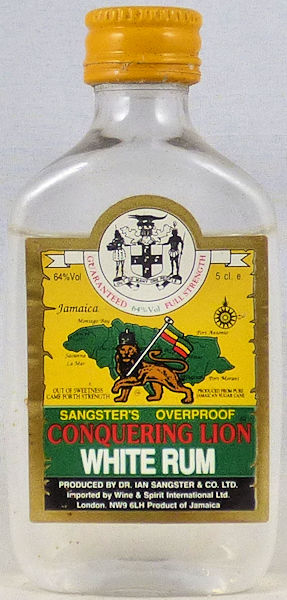 GUARANTEED 64%Vol FULL STRENGTH
64%Vol 5 cl. e
Jamaica
Montego Bay
Port Antonio
Savanna
La Mar
Port Morant
OUT OF SWEETNESS
CAME FORTH STRENGTH
PRODUCED FROM PURE
JAMAICAN SUGAR CANE
SANGSTER'S OVERPROOF
CONQUERING LION
WHITE RUM
PRODUCED BY DR. IAN SANGSTER & CO. LTD.
Imported by Wine & Spirit International Ltd.
London. NW9 6LH Product of Jamaica